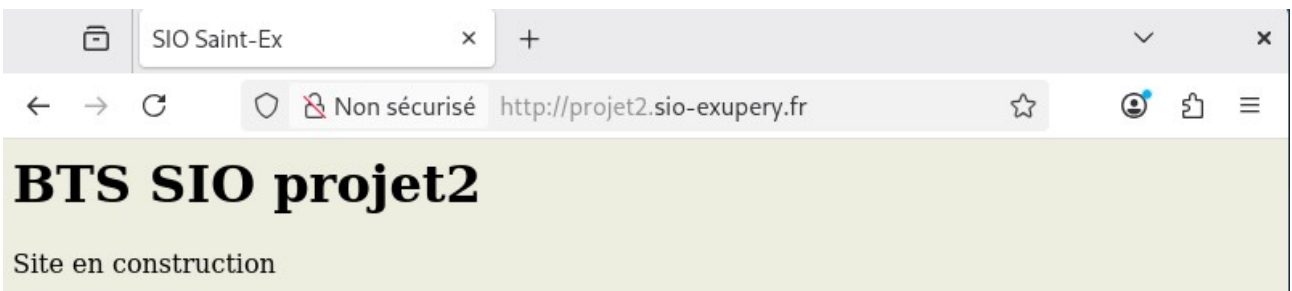 SIO Saint-Ex
Non sécurisé http://projet2.sio-exupery.fr
BTS SIO projet2
Site en construction